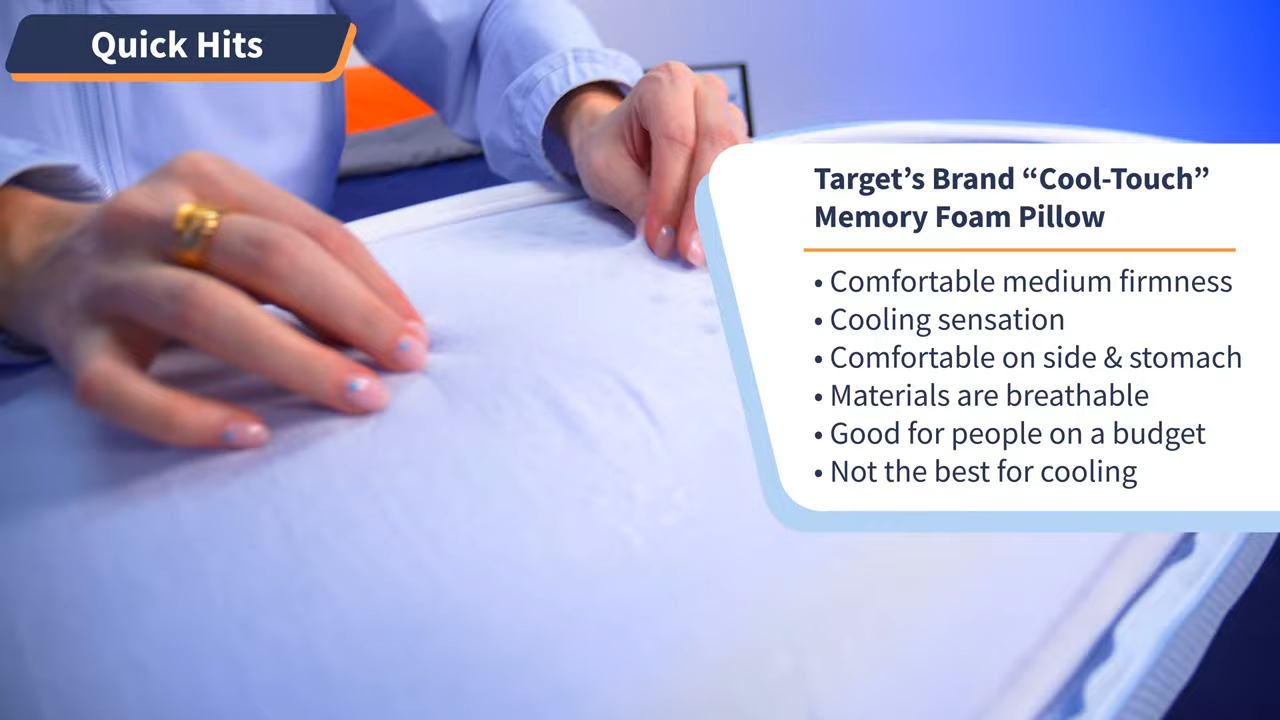 Quick Hits
Target’s Brand “Cool-Touch”
Memory Foam Pillow
• Comfortable medium firmness
• Cooling sensation
• Comfortable on side & stomach
• Materials are breathable
• Good for people on a budget
• Not the best for cooling